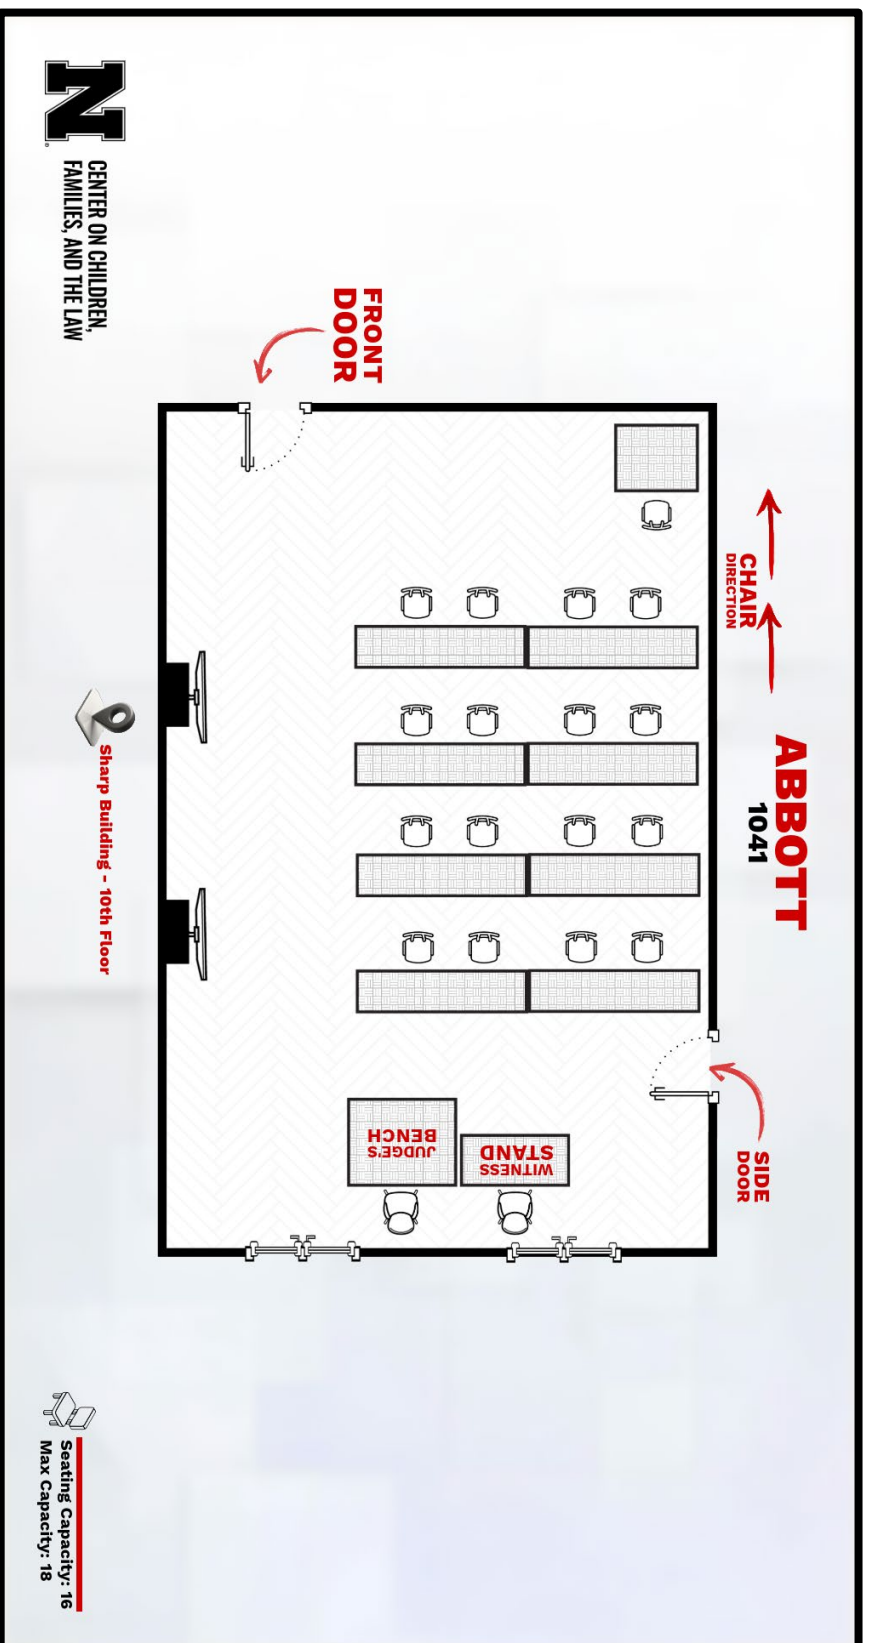 ABBOTT
1041
CHAIR
DIRECTION
SIDE
DOOR
FRONT
DOOR
WITNESS
STAND
JUDGE'S
BENCH
Sharp Building - 10th Floor
N
CENTER ON CHILDREN,
FAMILIES, AND THE LAW
Seating Capacity: 16
Max Capacity: 18